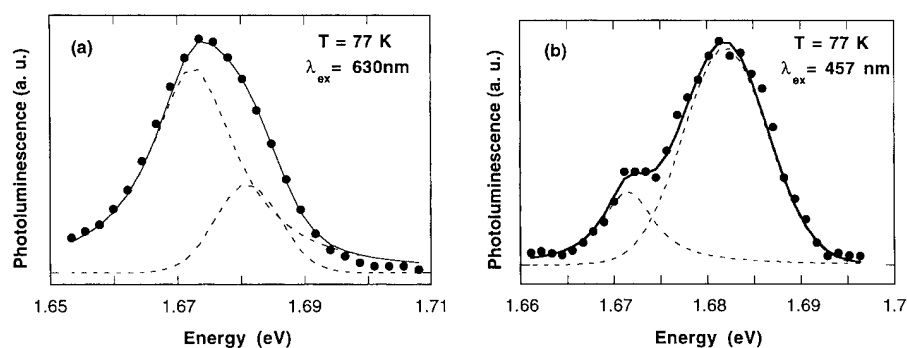 (a)
T = 77 K
λex = 630nm
Photoluminescence (a. u.)
1.65
1.67
1.69
1.71
Energy (eV)
(b)
T = 77 K
λex = 457 nm
Photoluminescence (a. u.)
1.66
1.67
1.68
1.69
1.7
Energy (eV)